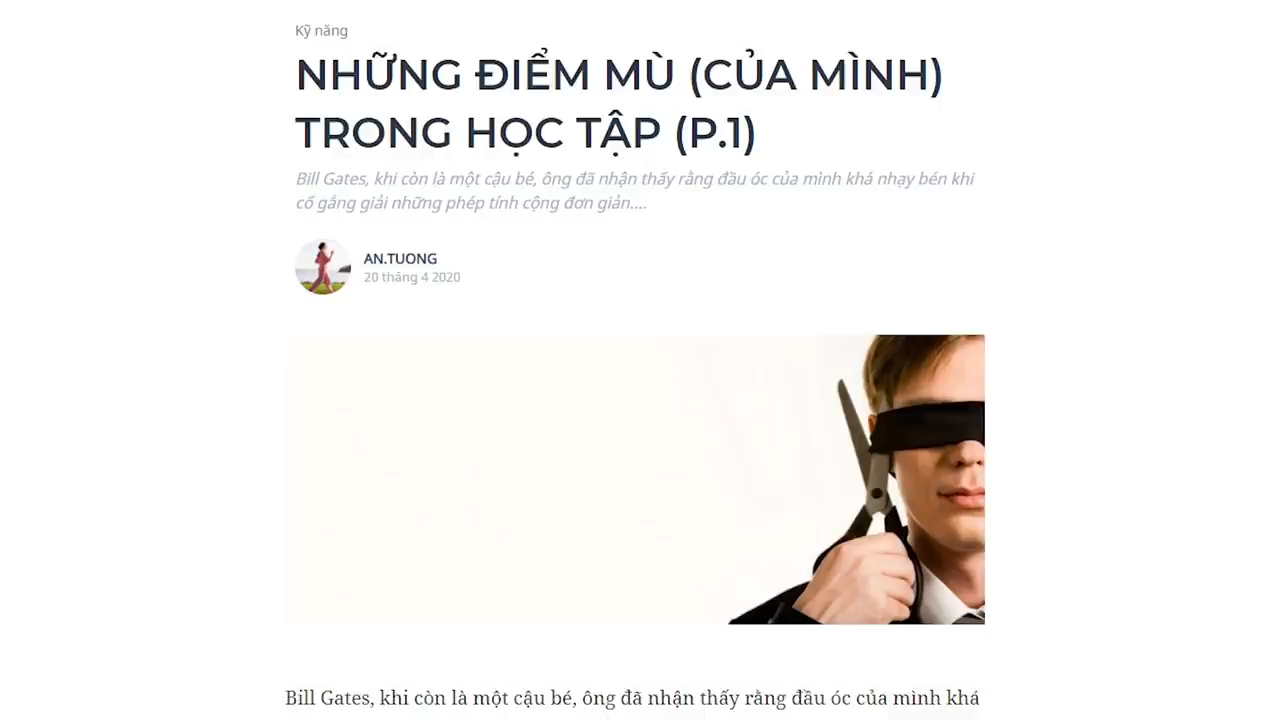 Kỹ năng
NHỮNG ĐIỂM MÙ (CỦA MÌNH)
TRONG HỌC TẬP (P.1)
Bill Gates, khi còn là một cậu bé, ông đã nhận thấy rằng đầu óc của mình khá nhạy bén khi
cố gắng giải những phép tính cộng đơn giản....
AN.TUONG
20 tháng 4 2020
Bill Gates, khi còn là một cậu bé, ông đã nhận thấy rằng đầu óc của mình khá